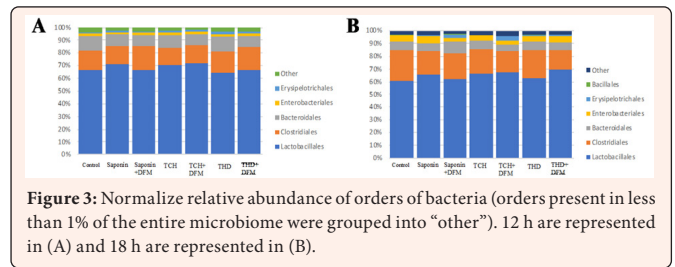 A
100%
90%
80%
70%
60%
50%
40%
30%
20%
10%
0%
Control
Saponin
Saponin
+DFM
TCH
TCH+
DFM
THD
THD+
DFM
Other
Erysipelotrichales
Enterobacteriales
Bacteroidales
Clostridiales
Lactobacillales
B
100%
90%
80%
70%
60%
50%
40%
30%
20%
10%
0%
Control
Saponin
Saponin
+DFM
TCH
TCH+
DFM
THD
THD+
DFM
Other
Bacillales
Erysipelotrichales
Enterobacteriales
Bacteroidales
Clostridiales
Lactobacillales
Figure 3: Normalize relative abundance of orders of bacteria (orders present in less
than 1% of the entire microbiome were grouped into “other”). 12 h are represented
in (A) and 18 h are represented in (B).